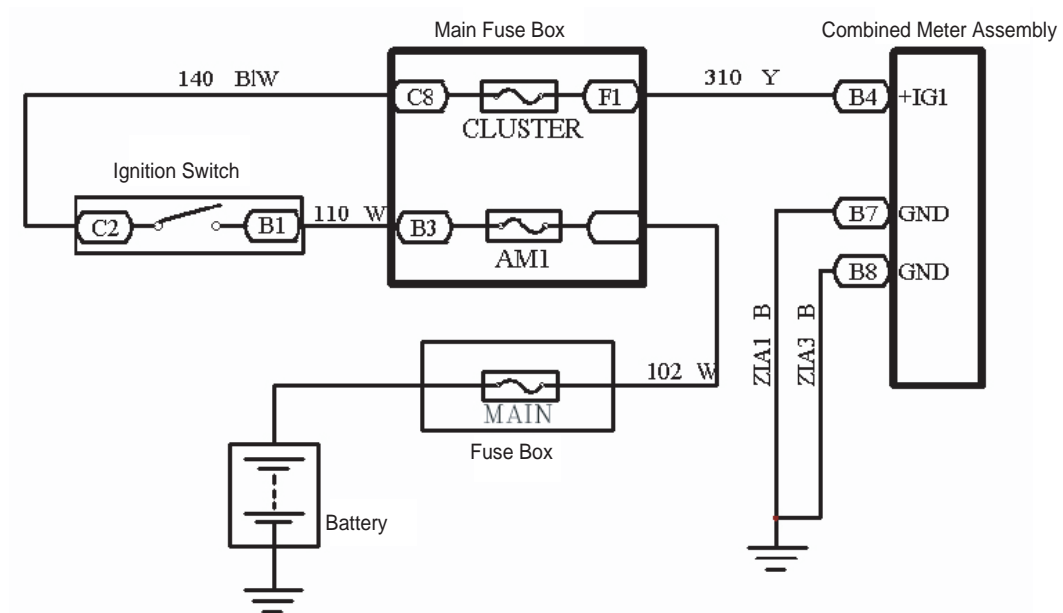 Main Fuse Box
Combined Meter Assembly
140 B|W
C8
F1
310 Y
B4
+IG1
CLUSTER
Ignition Switch
C2
B1
110 W
B3
AM1
B7
GND
B8
GND
ZIA1 B
ZIA3 B
102 W
MAIN
Fuse Box
Battery